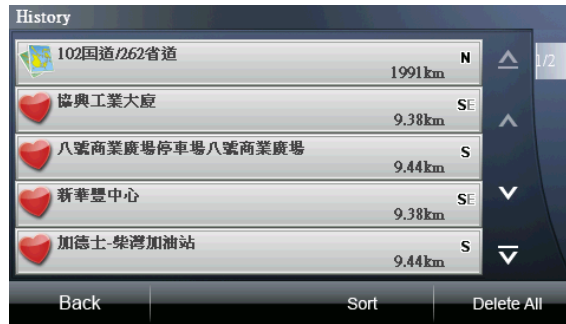 History
102国道/262省道
N
1991km
1/2
協興工業大廈
SE
9.38km
八號商業廣場停車場八號商業廣場
S
9.44km
新華豐中心
SE
9.38km
加德士-柴灣加油站
S
9.44km
Back
Sort
Delete All